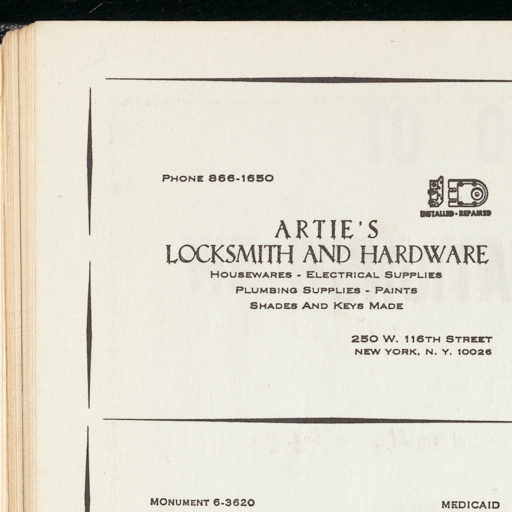 PHONE 866-1650
INSTALLED - REPAIRED
ARTIE'S
LOCKSMITH AND HARDWARE
HOUSEWARES - ELECTRICAL SUPPLIES
PLUMBING SUPPLIES - PAINTS
SHADES AND KEYS MADE
250 W. 116TH STREET
NEW YORK, N. Y. 10026
MONUMENT 6-3620
MEDICAID